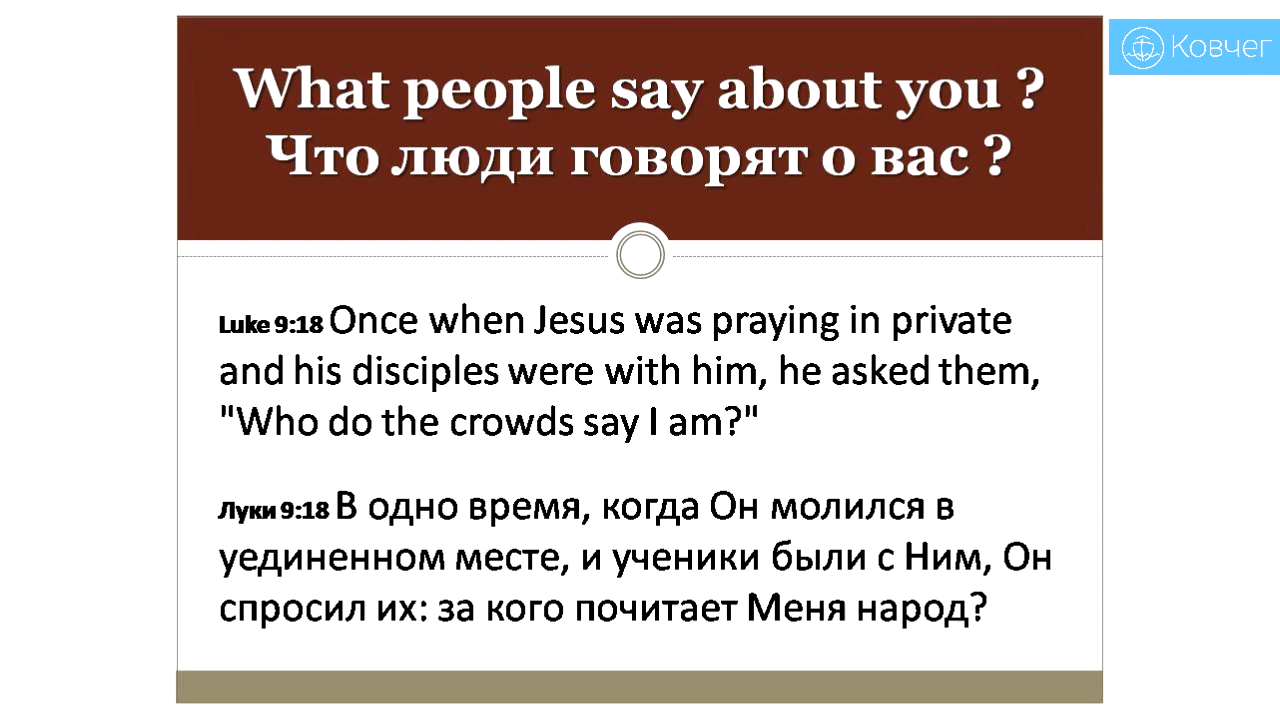 What people say about you ?
Что люди говорят о вас ?
Ковчег
Luke 9:18 Once when Jesus was praying in private
and his disciples were with him, he asked them,
"Who do the crowds say I am?"
Луки 9:18 В одно время, когда Он молился в
уединенном месте, и ученики были с Ним, Он
спросил их: за кого почитает Меня народ?